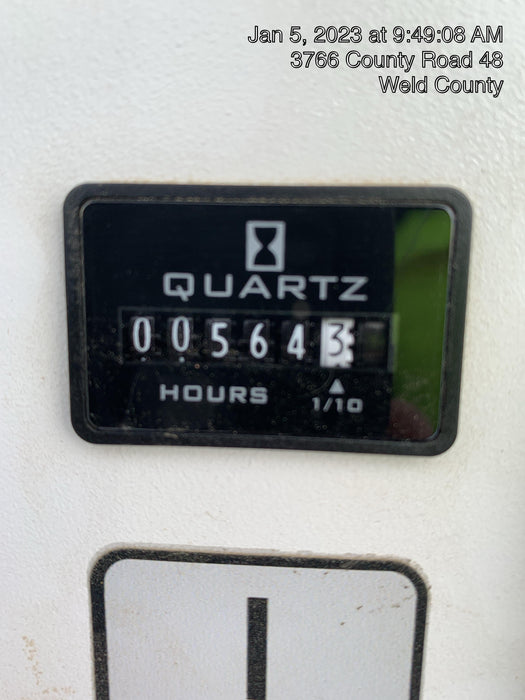 Jan 5, 2023 at 9:49:08 AM
3766 County Road 48
Weld County
QUARTZ
005643
HOURS
1/10